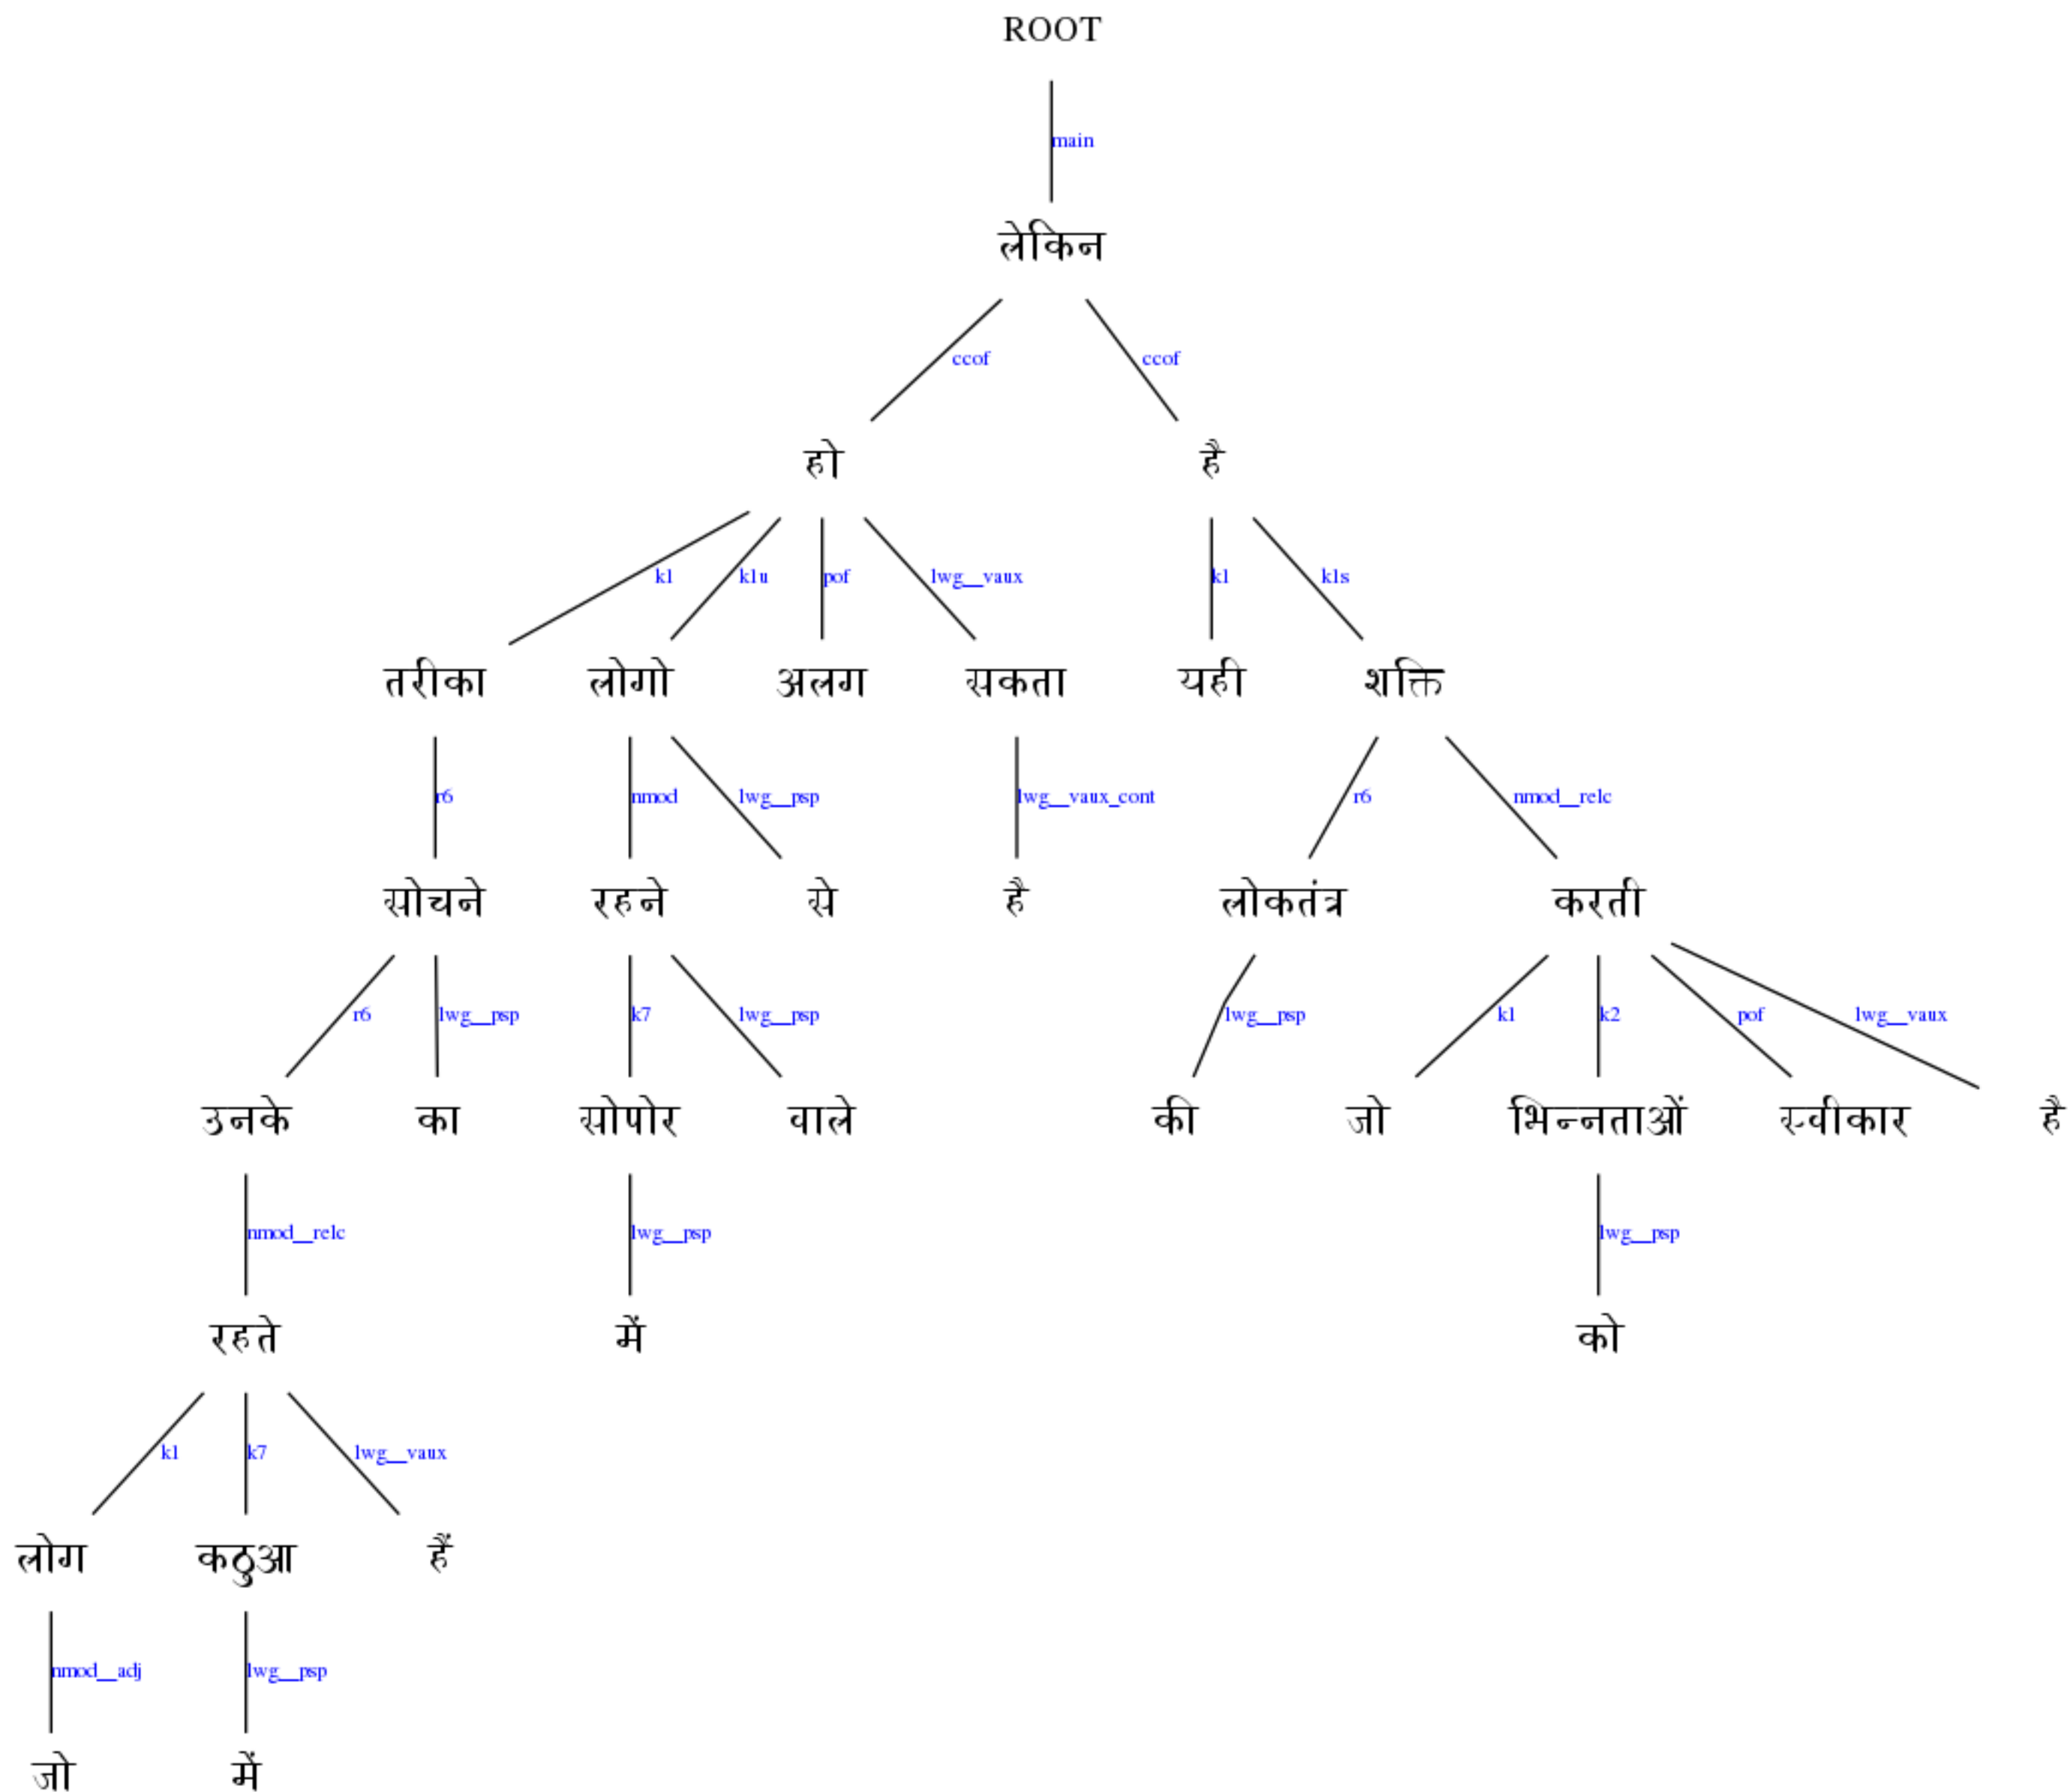 ROOT
main
लेकिन
ccof ccof
हो है
k1 k1u pof lwg__vaux k1 k1s
तरीका लोगो अलग सकता यही शक्ति
r6 nmod lwg__psp lwg__vaux_cont r6 nmod__relc
सोचने रहने से है लोकतंत्र करती
r6 lwg__psp k7 lwg__psp lwg__psp k1 k2 pof lwg__vaux
उनके का सोपोर वाले की जो भिन्नताओं स्वीकार है
nmod__relc lwg__psp lwg__psp
रहते में को
k1 k7 lwg__vaux
लोग कठुआ हैं
nmod__adj lwg__psp
जो में